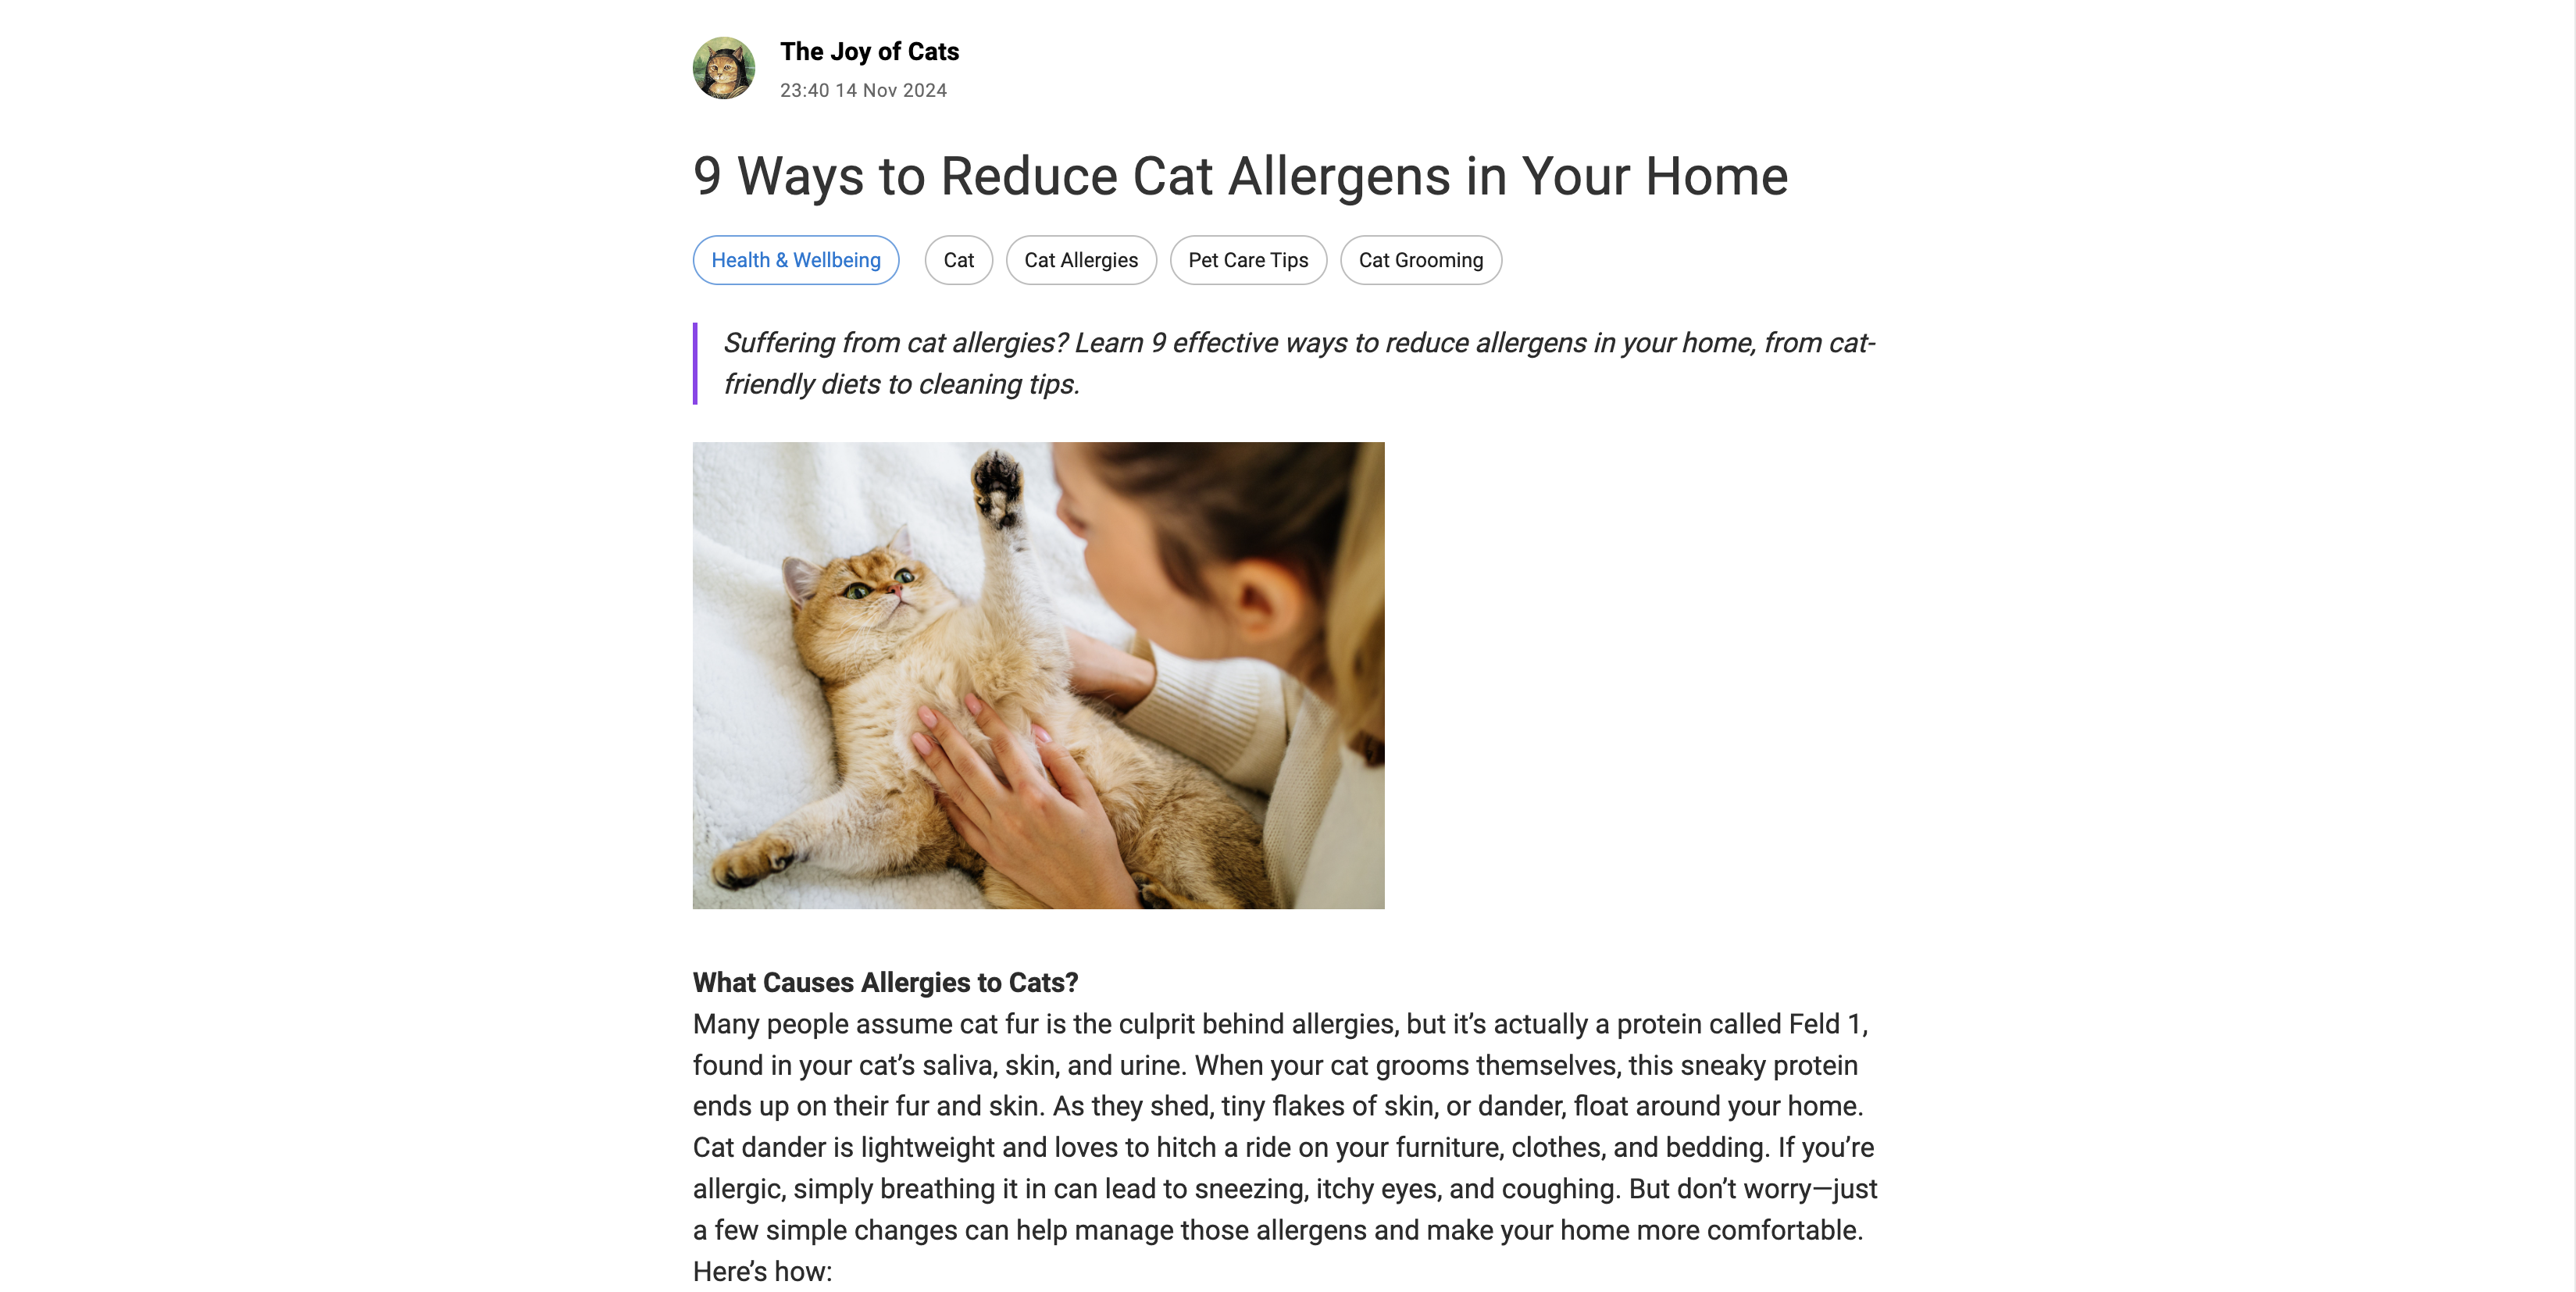 The Joy of Cats
23:40 14 Nov 2024
9 Ways to Reduce Cat Allergens in Your Home
Health & Wellbeing Cat Cat Allergies Pet Care Tips Cat Grooming
Suffering from cat allergies? Learn 9 effective ways to reduce allergens in your home, from cat-
friendly diets to cleaning tips.
What Causes Allergies to Cats?
Many people assume cat fur is the culprit behind allergies, but it’s actually a protein called Feld 1,
found in your cat’s saliva, skin, and urine. When your cat grooms themselves, this sneaky protein
ends up on their fur and skin. As they shed, tiny flakes of skin, or dander, float around your home.
Cat dander is lightweight and loves to hitch a ride on your furniture, clothes, and bedding. If you’re
allergic, simply breathing it in can lead to sneezing, itchy eyes, and coughing. But don’t worry—just
a few simple changes can help manage those allergens and make your home more comfortable.
Here’s how: